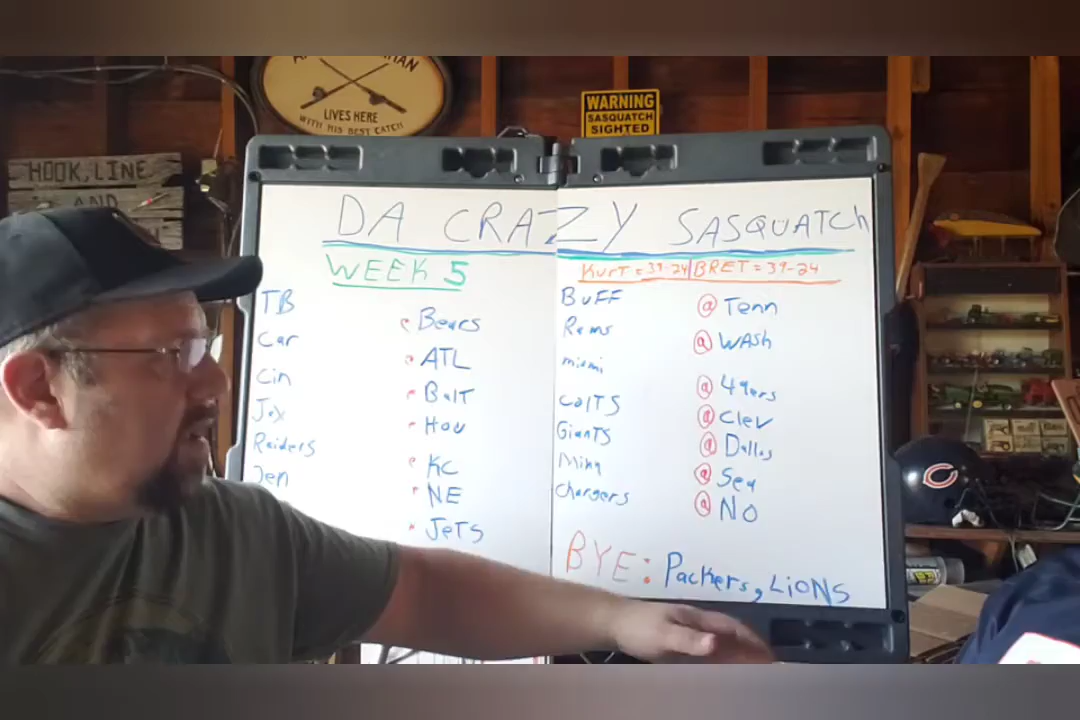 LIVES HERE
WITH HIS BEST CATCH
WARNING
SASQUATCH
SIGHTED
HOOK, LINE
AND
DA CRAZY SASQUATCH
WEEK 5
KURT = 39-24 | BRET = 39-24
TB Bears
Car ATL
Cin BalT
Jax HOU
Raiders KC
Den NE
JeTS
BUFF @ Tenn
Rams @ WASh
miami @ 49ers
ColTS @ Clev
GianTS @ Dallas
Minn @ Sea
Chargers @ NO
BYE: Packers, LiONS